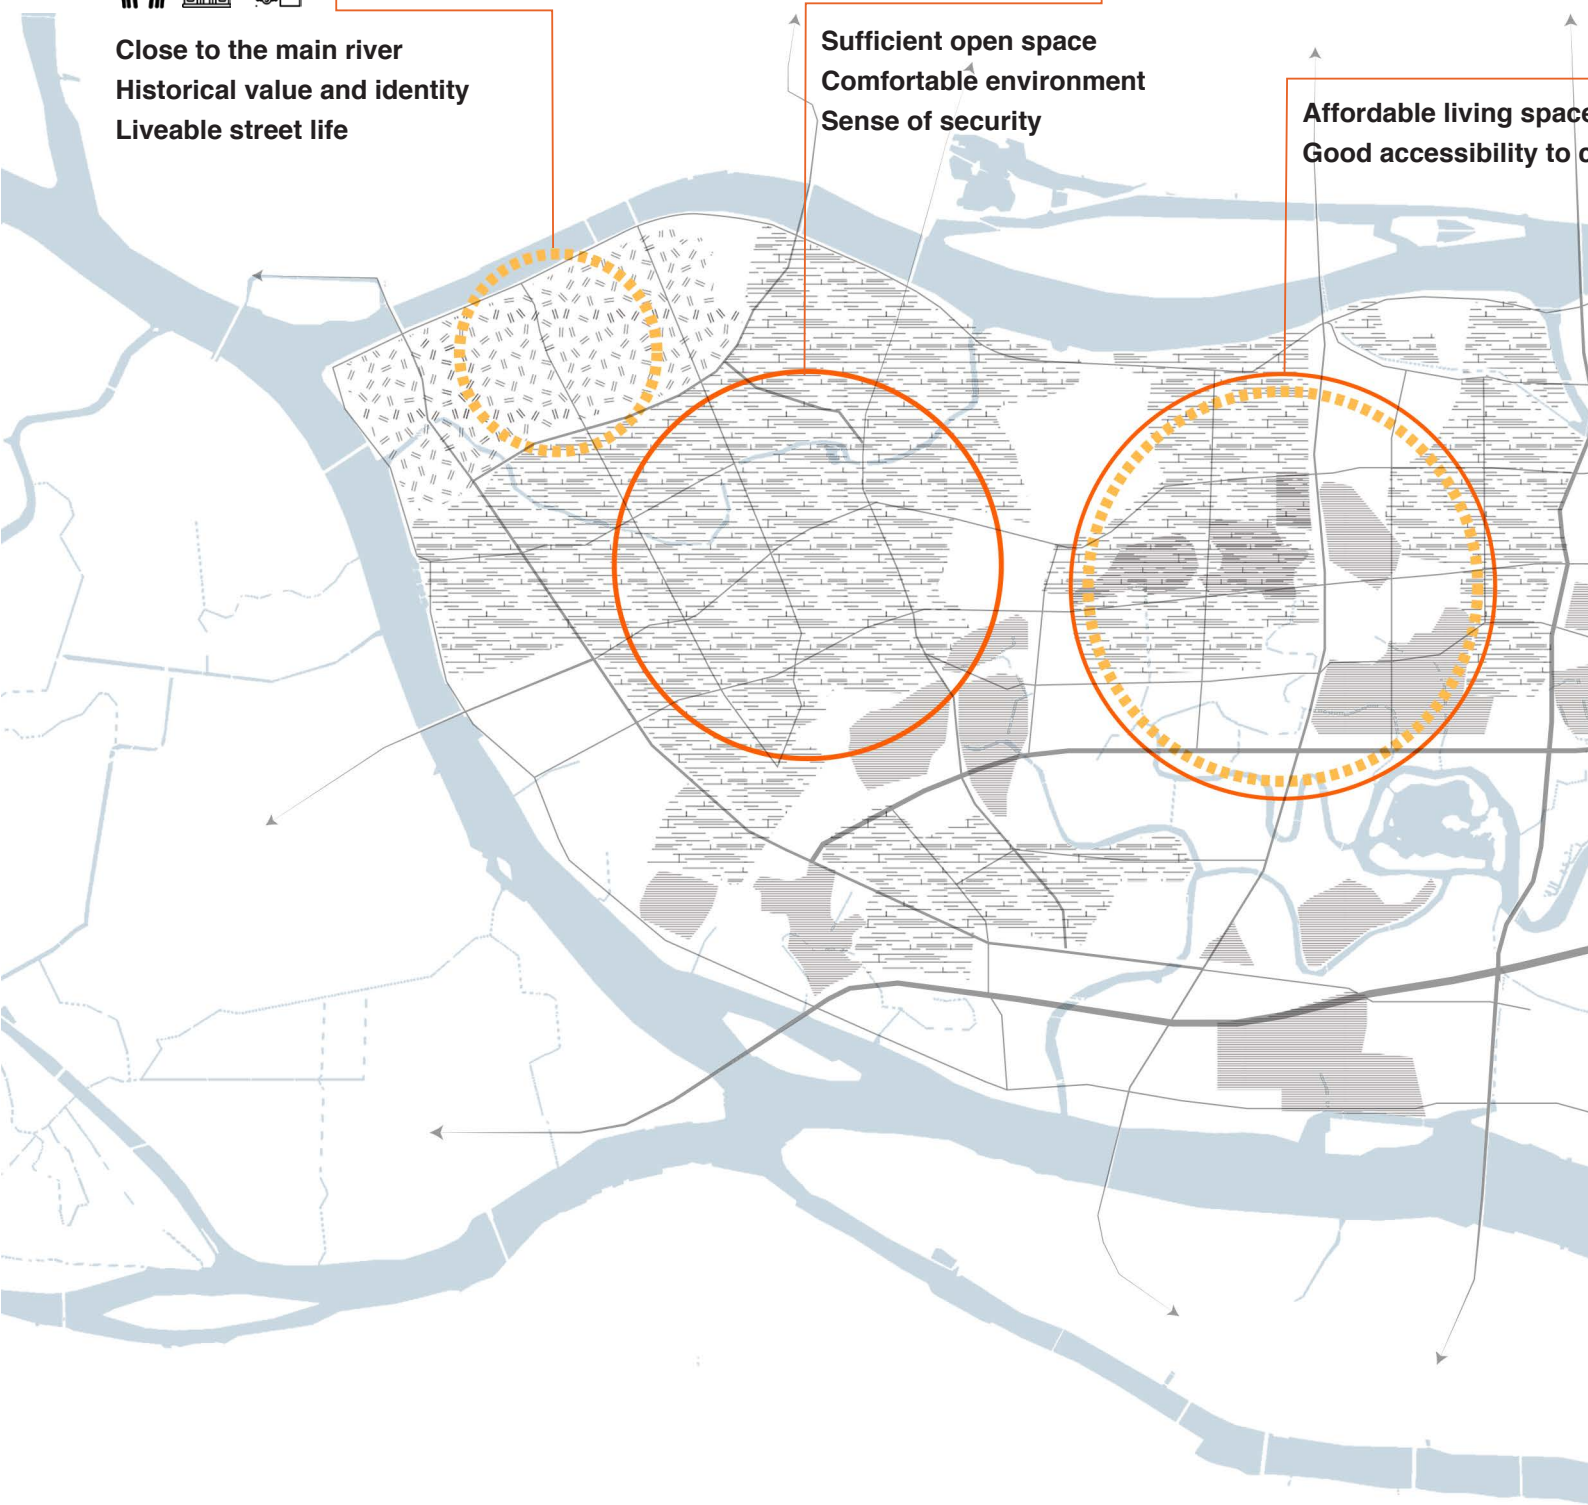 Close to the main river
Historical value and identity
Liveable street life
Sufficient open space
Comfortable environment
Sense of security
Affordable living space
Good accessibility to